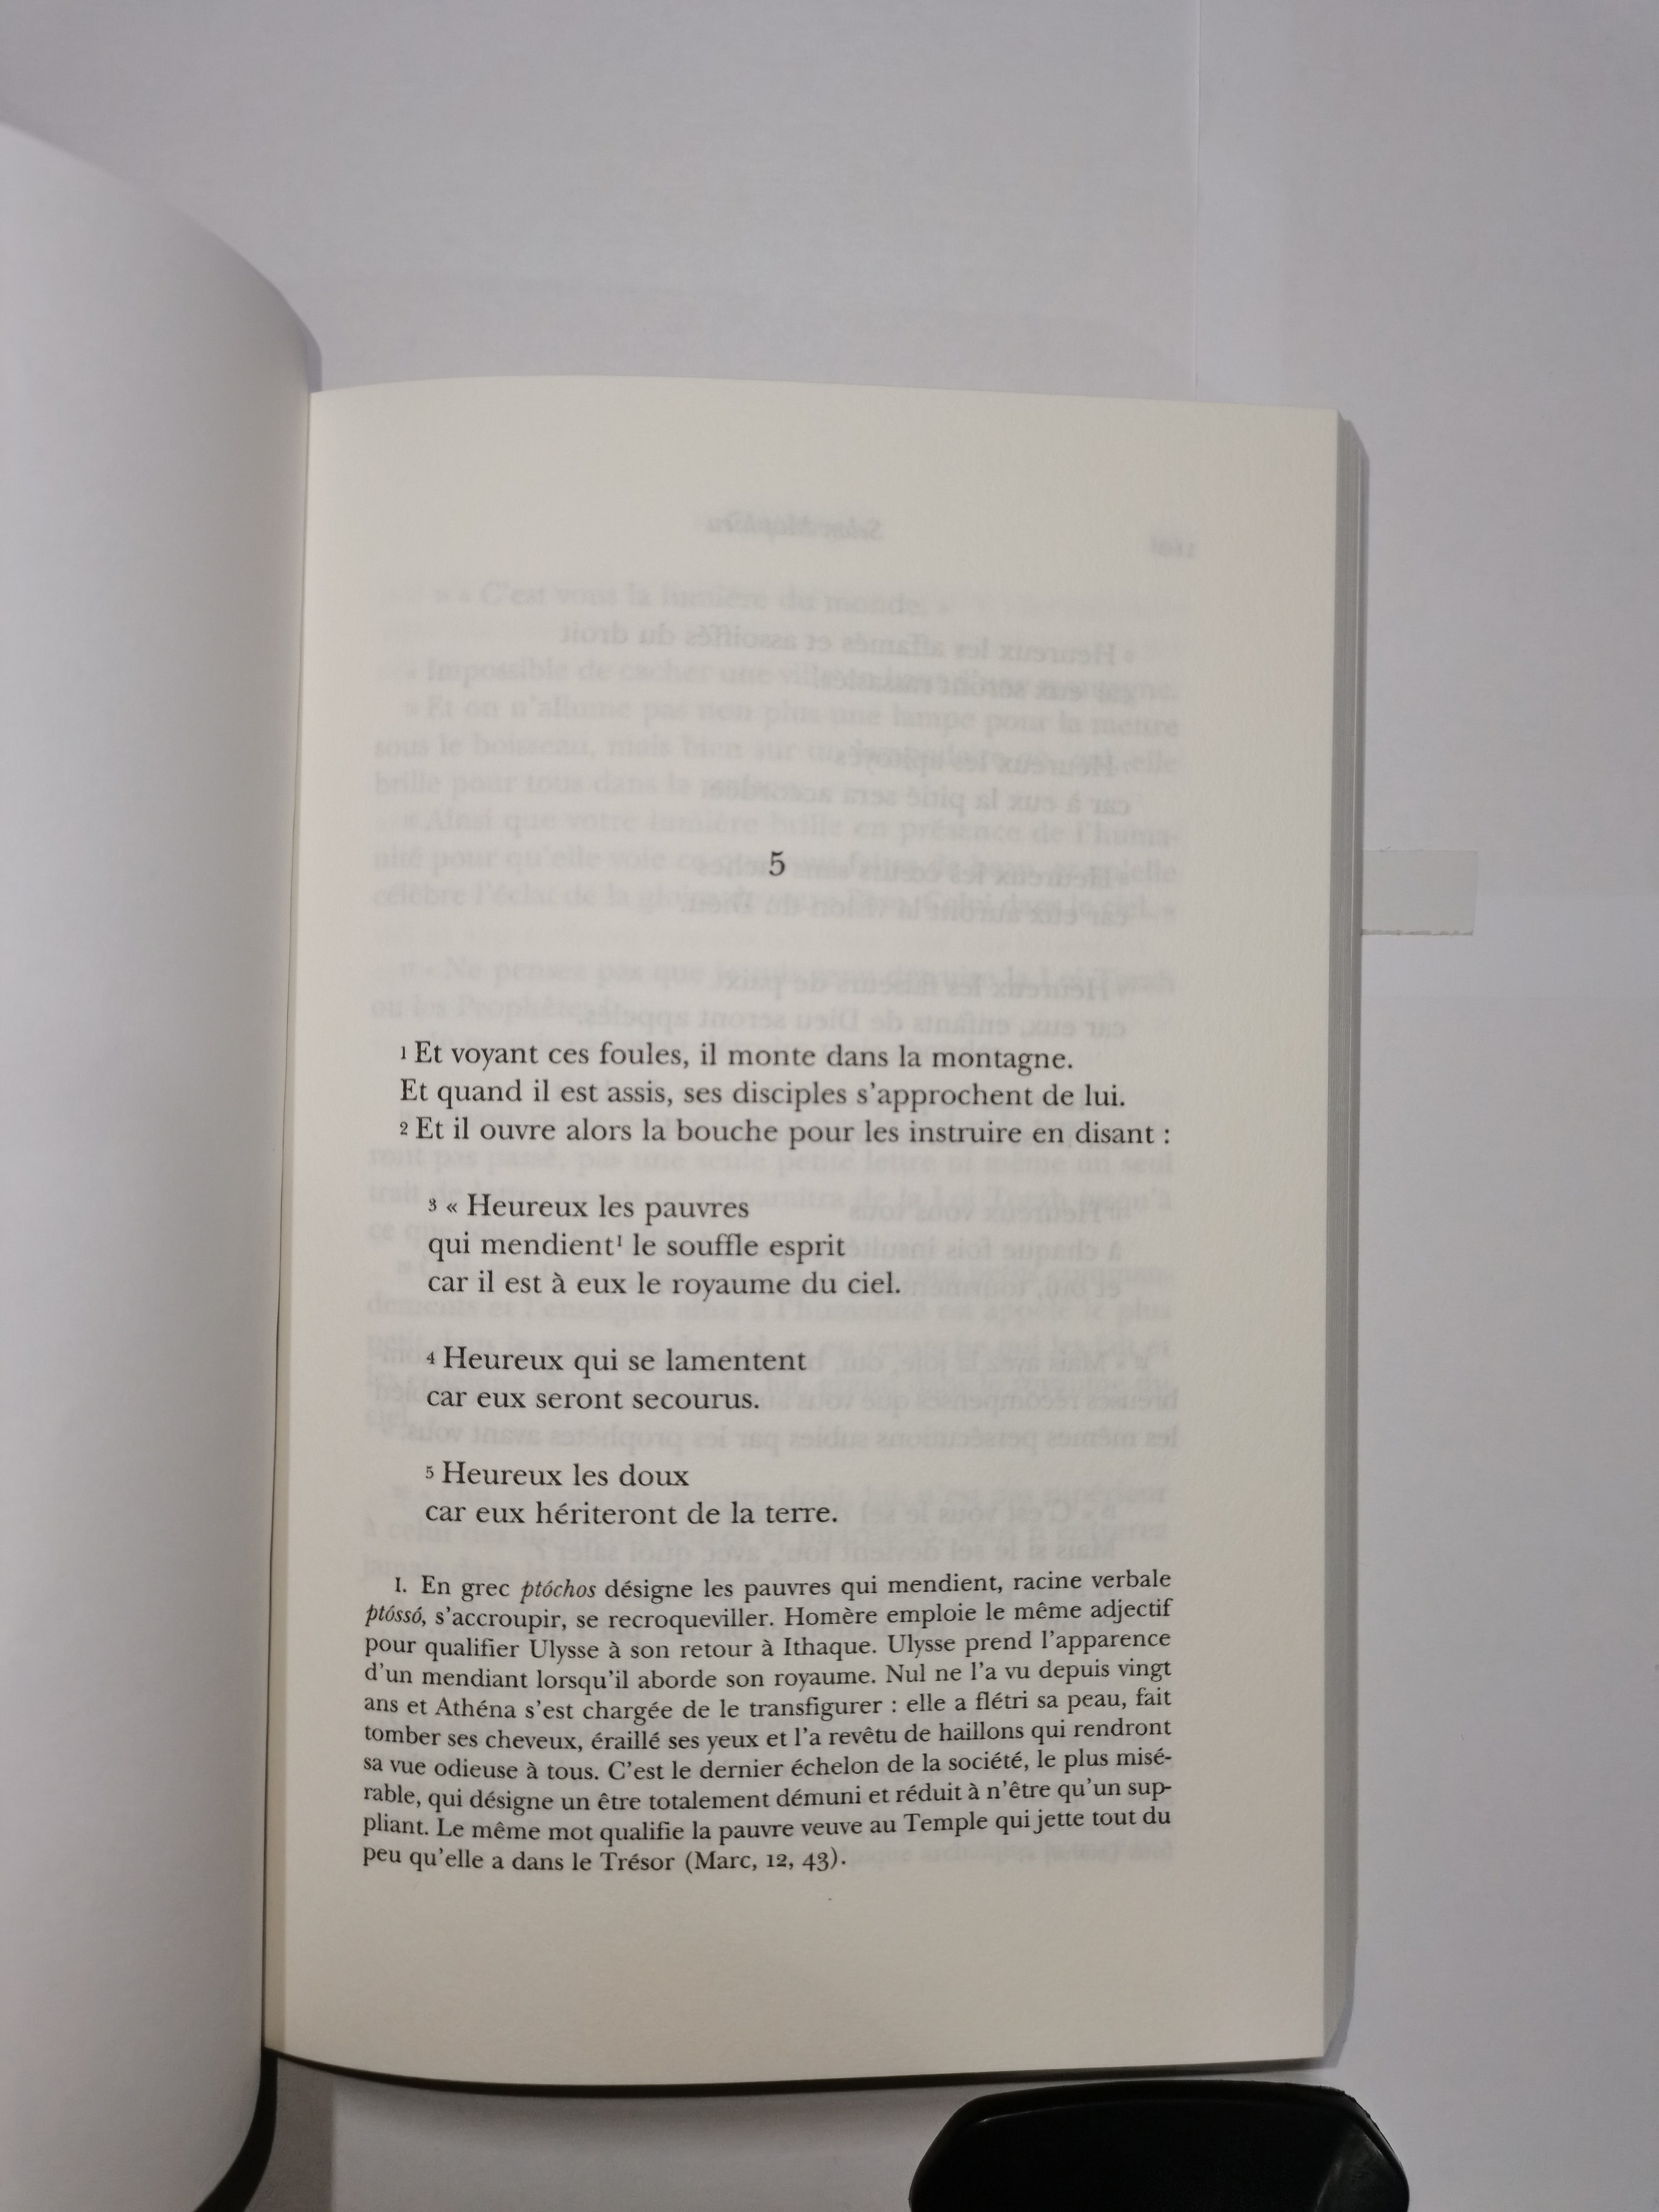 5
1 Et voyant ces foules, il monte dans la montagne.
Et quand il est assis, ses disciples s'approchent de lui.
2 Et il ouvre alors la bouche pour les instruire en disant :
3 « Heureux les pauvres
qui mendient¹ le souffle esprit
car il est à eux le royaume du ciel.
4 Heureux qui se lamentent
car eux seront secourus.
5 Heureux les doux
car eux hériteront de la terre.
1. En grec ptóchos désigne les pauvres qui mendient, racine verbale
ptóssó, s'accroupir, se recroqueviller. Homère emploie le même adjectif
pour qualifier Ulysse à son retour à Ithaque. Ulysse prend l'apparence
d'un mendiant lorsqu'il aborde son royaume. Nul ne l'a vu depuis vingt
ans et Athéna s'est chargée de le transfigurer : elle a flétri sa peau, fait
tomber ses cheveux, éraillé ses yeux et l'a revêtu de haillons qui rendront
sa vue odieuse à tous. C'est le dernier échelon de la société, le plus misé-
rable, qui désigne un être totalement démuni et réduit à n'être qu'un sup-
pliant. Le même mot qualifie la pauvre veuve au Temple qui jette tout du
peu qu'elle a dans le Trésor (Marc, 12, 43).